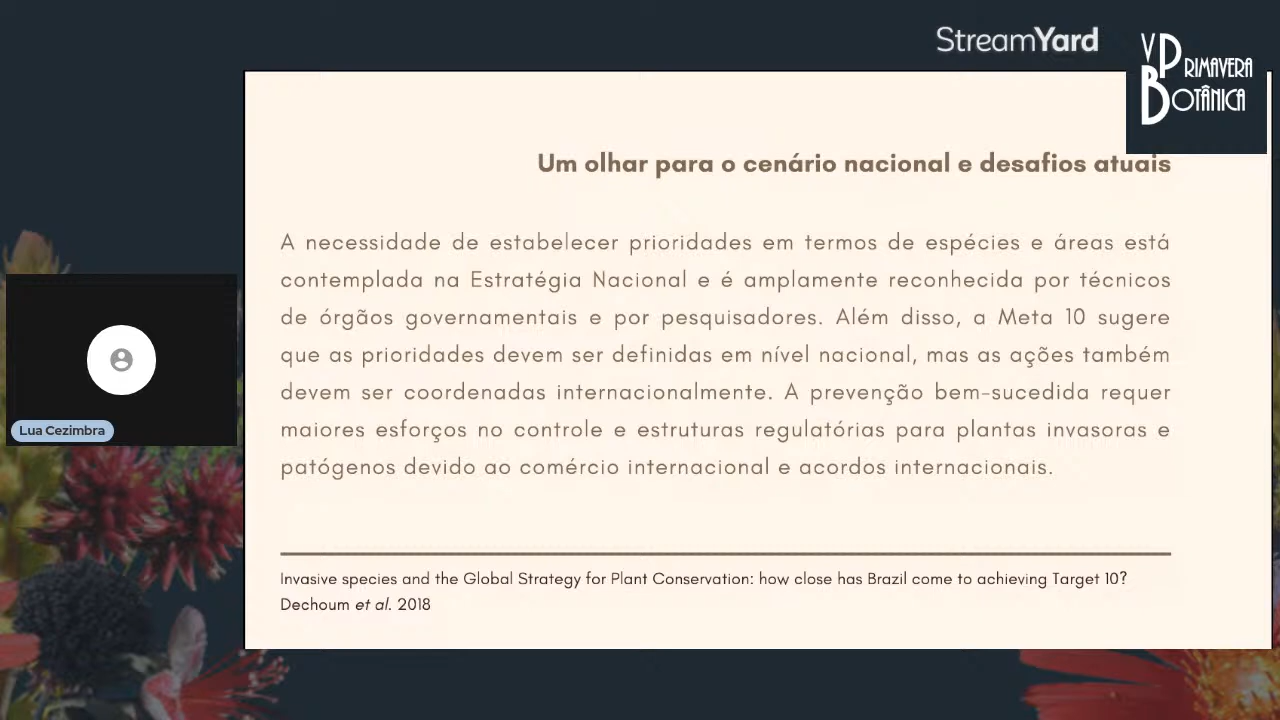 StreamYard
V PRIMAVERA
BOTÂNICA
Um olhar para o cenário nacional e desafios atuais
A necessidade de estabelecer prioridades em termos de espécies e áreas está
contemplada na Estratégia Nacional e é amplamente reconhecida por técnicos
de órgãos governamentais e por pesquisadores. Além disso, a Meta 10 sugere
que as prioridades devem ser definidas em nível nacional, mas as ações também
devem ser coordenadas internacionalmente. A prevenção bem-sucedida requer
maiores esforços no controle e estruturas regulatórias para plantas invasoras e
patógenos devido ao comércio internacional e acordos internacionais.
Lua Cezimbra
Invasive species and the Global Strategy for Plant Conservation: how close has Brazil come to achieving Target 10?
Dechoum et al. 2018